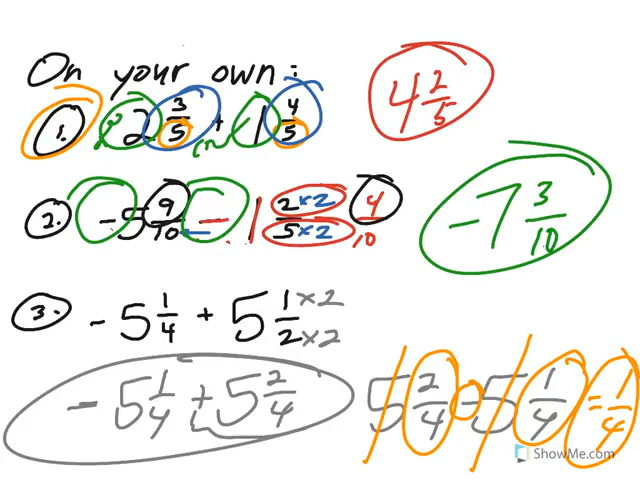 On your own:
1. 2 3/5 + 1 4/5 4 2/5
2. -5 9/10 - 1 2/5 ×2 ×2 4/10 -7 3/10
3. -5 1/4 + 5 1/2 ×2 ×2
-5 1/4 + 5 2/4 5 2/4 - 5 1/4 = 1/4
ShowMe.com